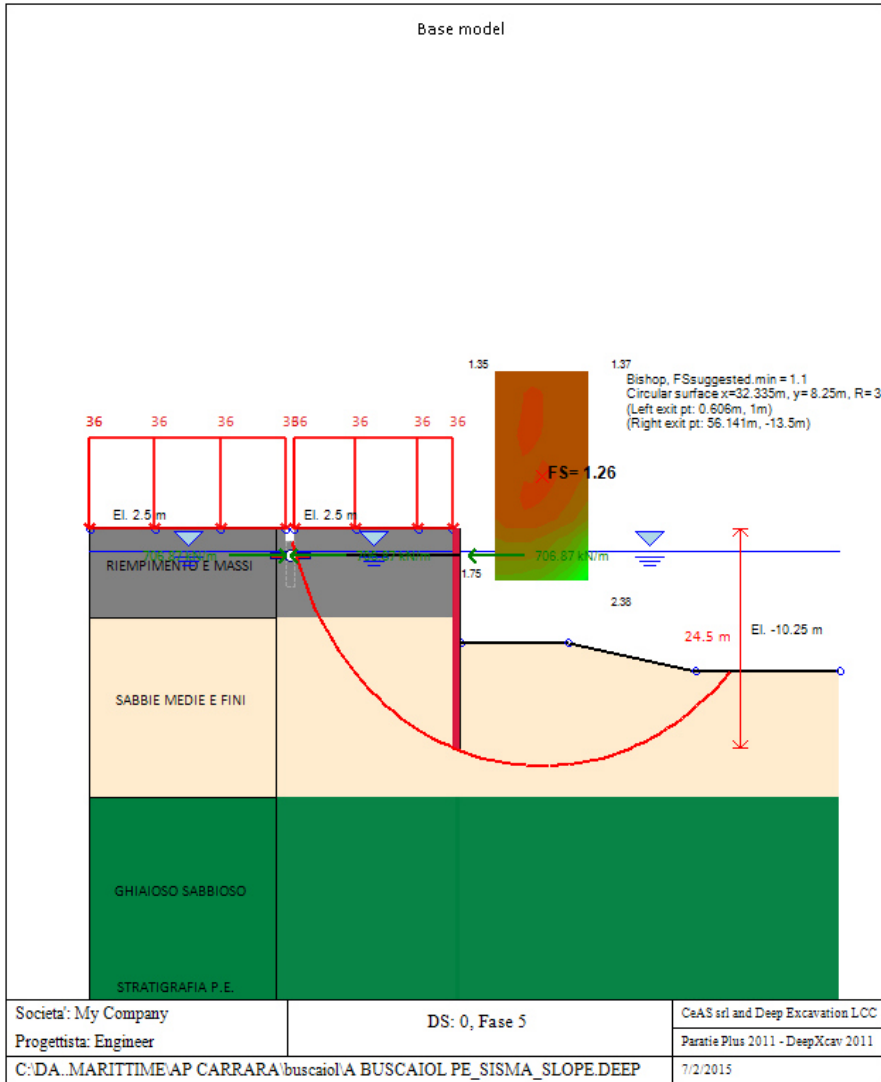 Base model
1.35
1.37
Bishop, FSsuggested.min = 1.1
Circular surface x=32.335m, y= 8.25m, R= 3
(Left exit pt: 0.606m, 1m)
(Right exit pt: 56.141m, -13.5m)
36 36 36 36 36 36 36
FS= 1.26
El. 2.5 m
El. 2.5 m
706.87 kN/m
706.87 kN/m
RIEMPIMENTO E MASSI
1.75
2.38
24.5 m
El. -10.25 m
SABBIE MEDIE E FINI
GHIAIOSO SABBIOSO
STRATIGRAFIA P.E.
Societa': My Company
Progettista: Engineer
DS: 0, Fase 5
CeAS srl and Deep Excavation LCC
Paratie Plus 2011 - DeepXcav 2011
C:\DA..MARITTIME\AP CARRARA\buscaiol\A BUSCAIOL PE_SISMA_SLOPE.DEEP
7/2/2015